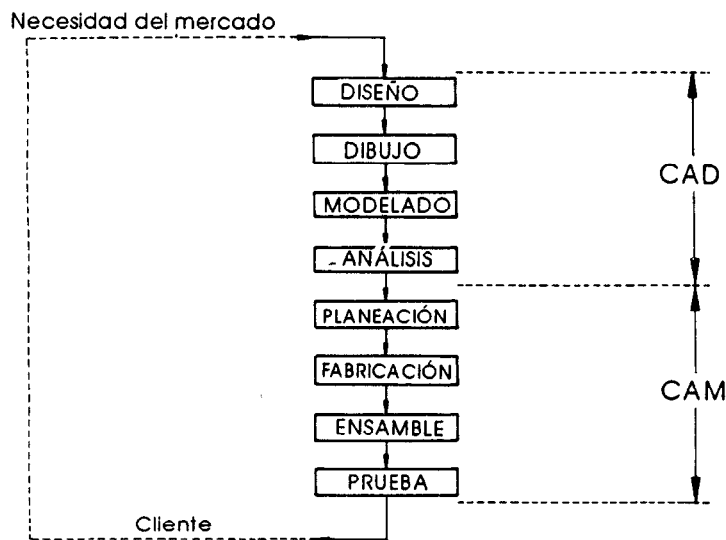 Necesidad del mercado
DISEÑO
DIBUJO
MODELADO
ANÁLISIS
CAD
PLANEACIÓN
FABRICACIÓN
ENSAMBLE
PRUEBA
CAM
Cliente